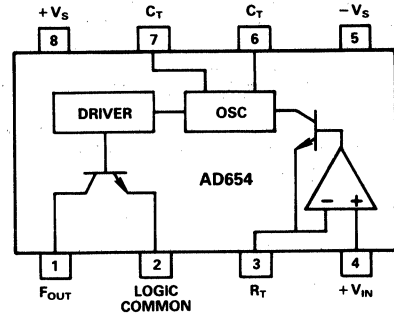 +VS CT CT −VS
8 7 6 5
DRIVER OSC
AD654
− +
1 2 3 4
FOUT LOGIC COMMON RT +VIN